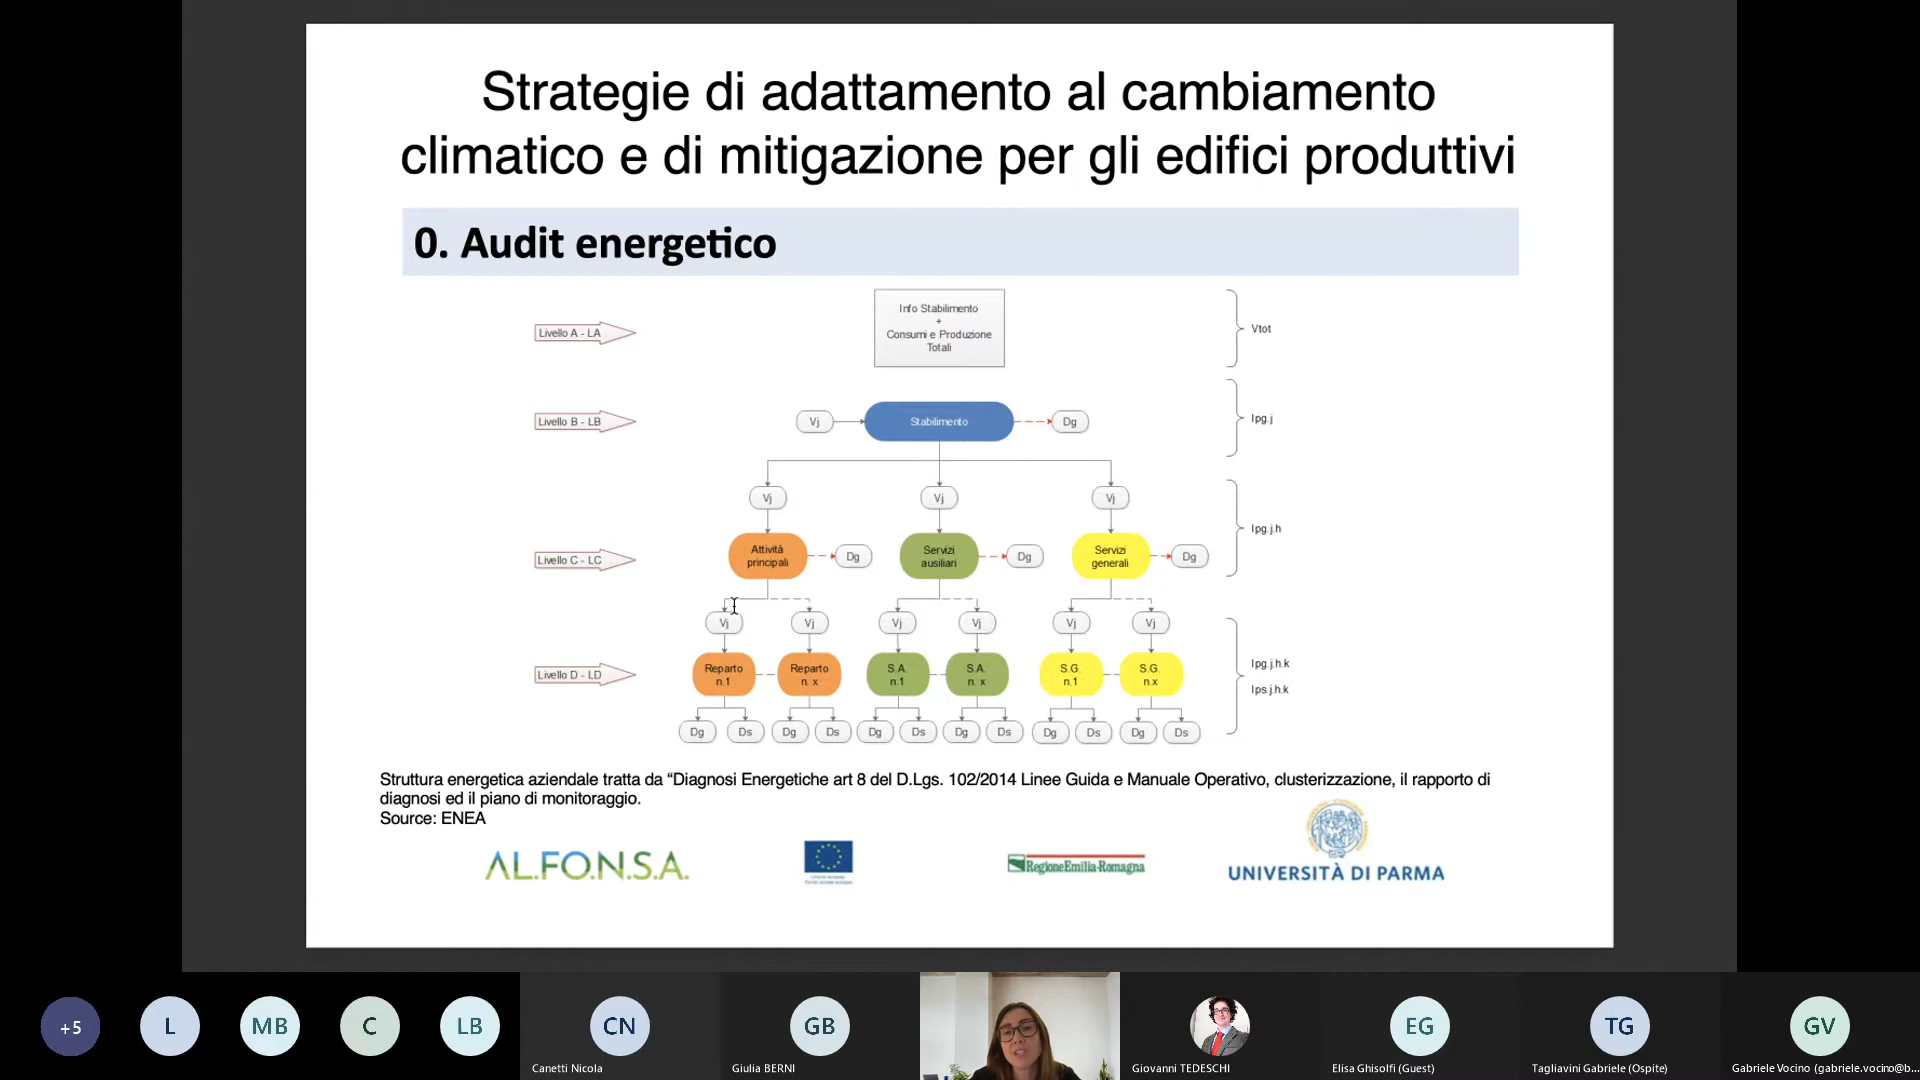 Strategie di adattamento al cambiamento
climatico e di mitigazione per gli edifici produttivi
0. Audit energetico
Info Stabilimento
+
Consumi e Produzione
Totali
Livello A - LA
Vtot
Livello B - LB
Vj
Stabilimento
Dg
Ipg.j
Vj
Vj
Vj
Livello C - LC
Attività
principali
Dg
Servizi
ausiliari
Dg
Servizi
generali
Dg
Ipg.j.h
Vj
Vj
Vj
Vj
Vj
Vj
Livello D - LD
Reparto
n.1
Reparto
n. x
S.A.
n.1
S.A.
n. x
S.G.
n.1
S.G.
n.x
Ipg.j.h.k
Ips.j.h.k
Dg
Ds
Dg
Ds
Dg
Ds
Dg
Ds
Dg
Ds
Dg
Ds
Struttura energetica aziendale tratta da “Diagnosi Energetiche art 8 del D.Lgs. 102/2014 Linee Guida e Manuale Operativo, clusterizzazione, il rapporto di
diagnosi ed il piano di monitoraggio.
Source: ENEA
AL.FO.N.S.A.
RegioneEmilia-Romagna
UNIVERSITÀ DI PARMA
+5
L
MB
C
LB
CN
GB
EG
TG
GV
Canetti Nicola
Giulia BERNI
Giovanni TEDESCHI
Elisa Ghisolfi (Guest)
Tagliavini Gabriele (Ospite)
Gabriele Vocino (gabriele.vocino@b...